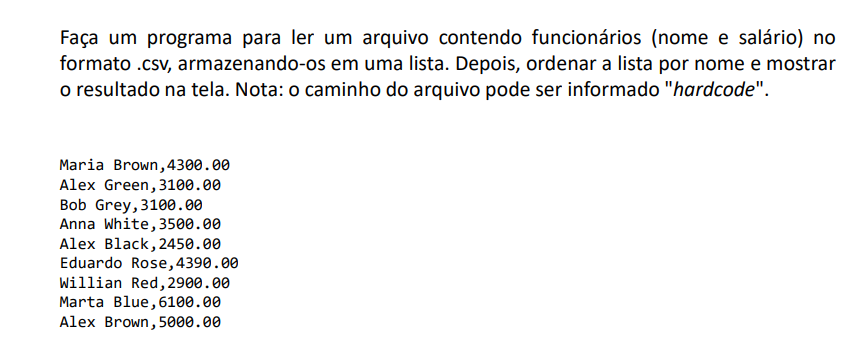 Faça um programa para ler um arquivo contendo funcionários (nome e salário) no
formato .csv, armazenando-os em uma lista. Depois, ordenar a lista por nome e mostrar
o resultado na tela. Nota: o caminho do arquivo pode ser informado "hardcode".
Maria Brown,4300.00
Alex Green,3100.00
Bob Grey,3100.00
Anna White,3500.00
Alex Black,2450.00
Eduardo Rose,4390.00
Willian Red,2900.00
Marta Blue,6100.00
Alex Brown,5000.00